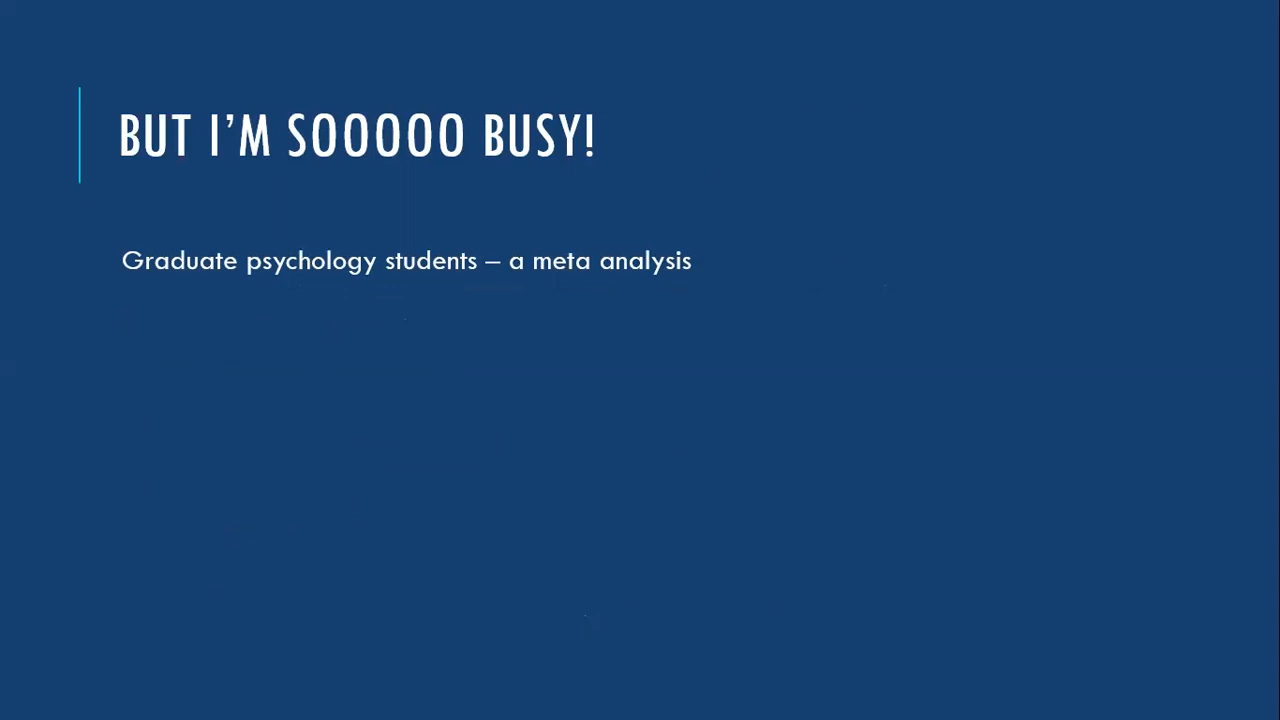 BUT I’M SOOOOO BUSY!
Graduate psychology students – a meta analysis